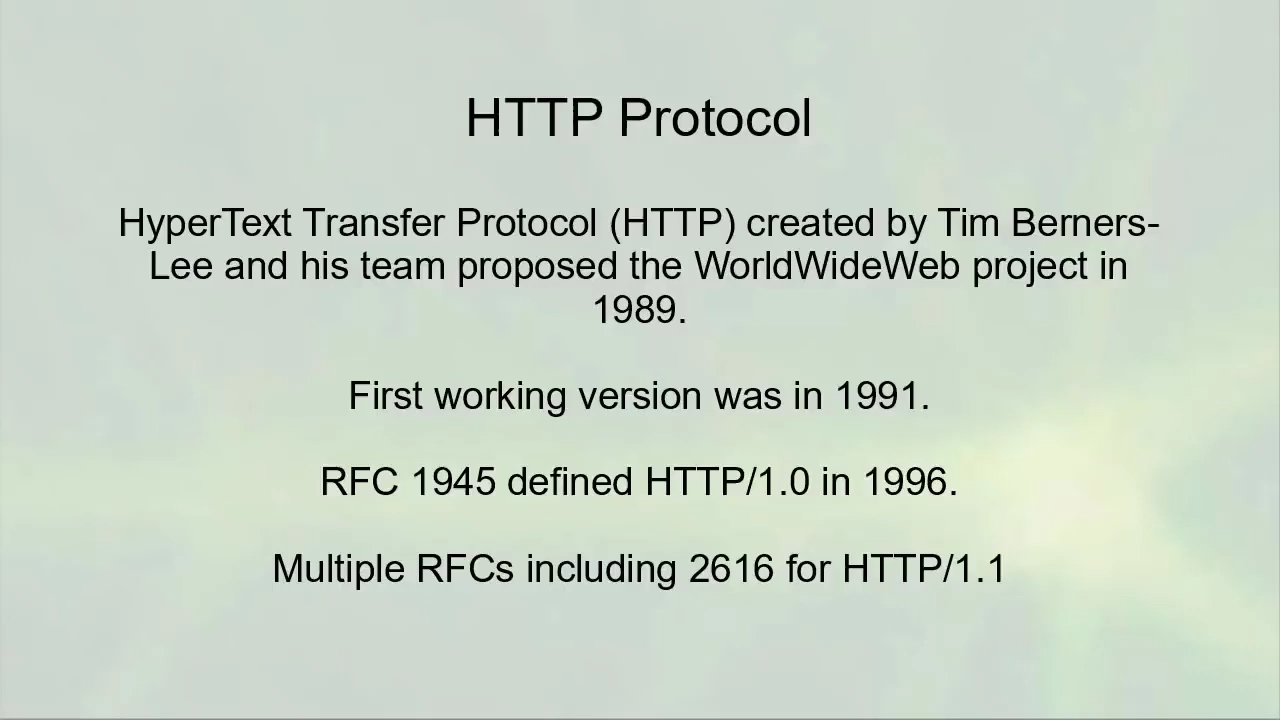 HTTP Protocol
HyperText Transfer Protocol (HTTP) created by Tim Berners-
Lee and his team proposed the WorldWideWeb project in
1989.
First working version was in 1991.
RFC 1945 defined HTTP/1.0 in 1996.
Multiple RFCs including 2616 for HTTP/1.1